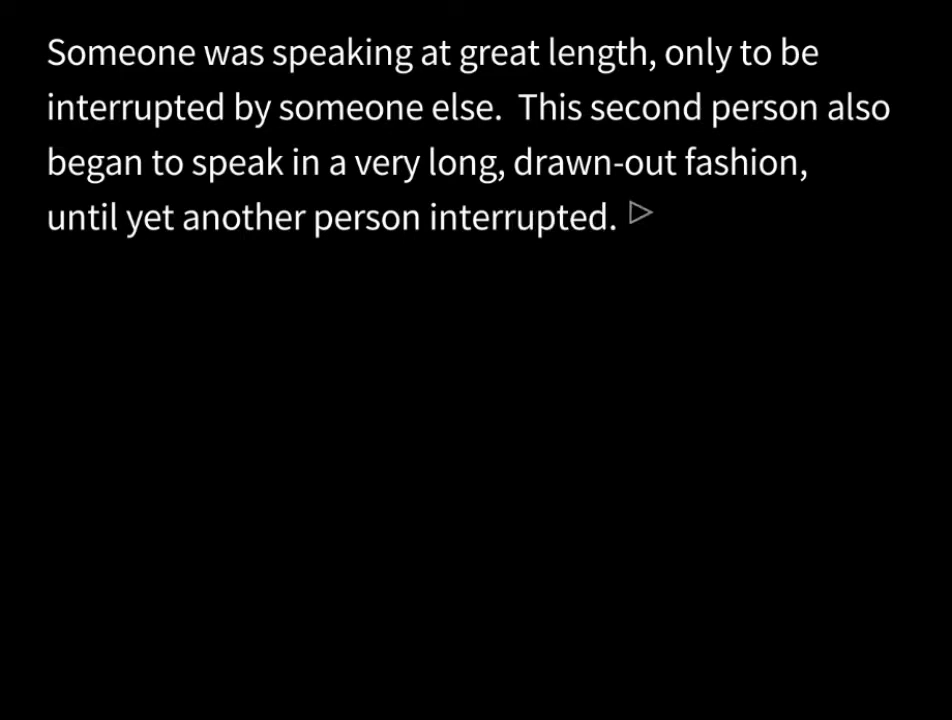 Someone was speaking at great length, only to be
interrupted by someone else.  This second person also
began to speak in a very long, drawn-out fashion,
until yet another person interrupted.